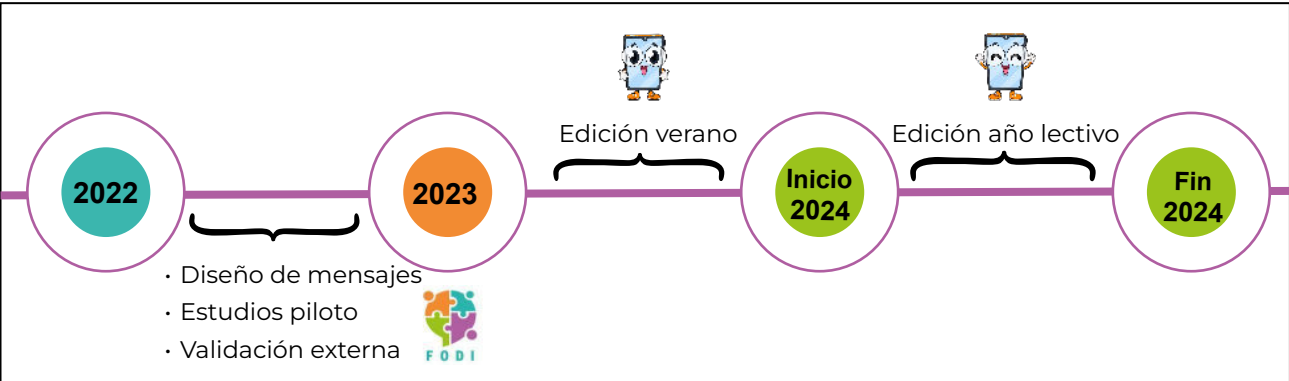 Edición verano
Edición año lectivo
2022
2023
Inicio
2024
Fin
2024
· Diseño de mensajes
· Estudios piloto
· Validación externa
FODI